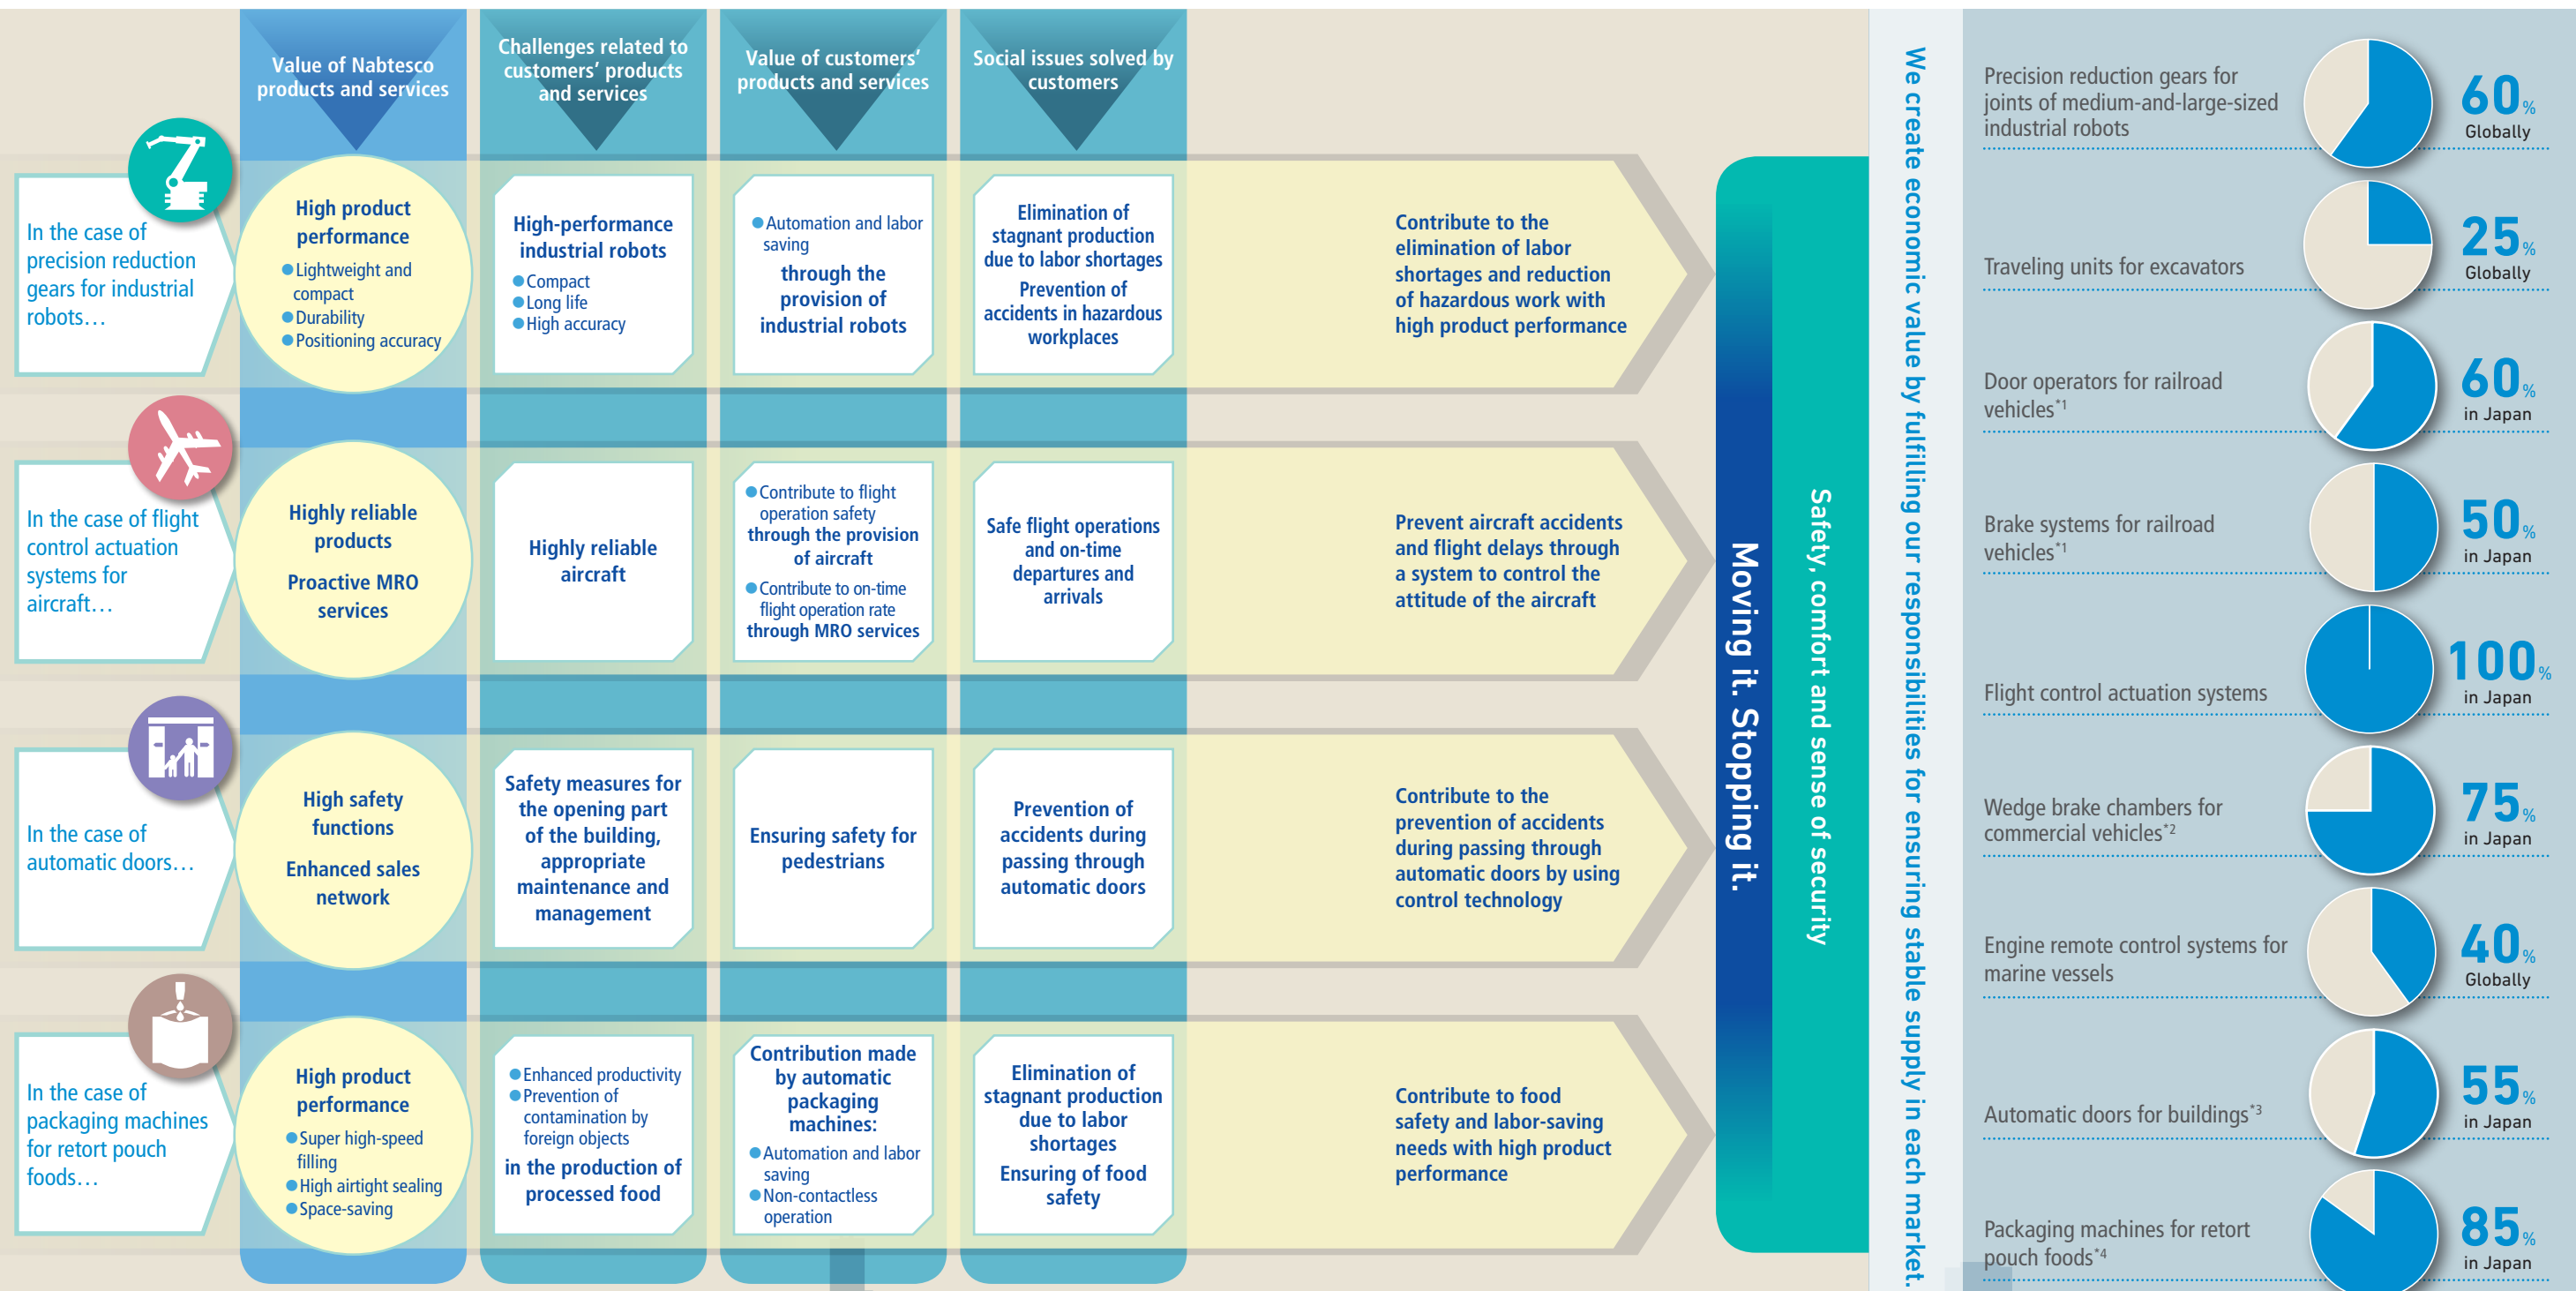 Value of Nabtesco
products and services
Challenges related to
customers’ products
and services
Value of customers’
products and services
Social issues solved by
customers
In the case of
precision reduction
gears for industrial
robots…
High product
performance
●Lightweight and
compact
●Durability
●Positioning accuracy
High-performance
industrial robots
●Compact
●Long life
●High accuracy
●Automation and labor
saving
through the
provision of
industrial robots
Elimination of
stagnant production
due to labor shortages
Prevention of
accidents in hazardous
workplaces
Contribute to the
elimination of labor
shortages and reduction
of hazardous work with
high product performance
In the case of flight
control actuation
systems for
aircraft…
Highly reliable
products
Proactive MRO
services
Highly reliable
aircraft
●Contribute to flight
operation safety
through the provision
of aircraft
●Contribute to on-time
flight operation rate
through MRO services
Safe flight operations
and on-time
departures and
arrivals
Prevent aircraft accidents
and flight delays through
a system to control the
attitude of the aircraft
In the case of
automatic doors…
High safety
functions
Enhanced sales
network
Safety measures for
the opening part
of the building,
appropriate
maintenance and
management
Ensuring safety for
pedestrians
Prevention of
accidents during
passing through
automatic doors
Contribute to the
prevention of accidents
during passing through
automatic doors by using
control technology
In the case of
packaging machines
for retort pouch
foods…
High product
performance
●Super high-speed
filling
●High airtight sealing
●Space-saving
●Enhanced productivity
●Prevention of
contamination by
foreign objects
in the production of
processed food
Contribution made
by automatic
packaging
machines:
●Automation and labor
saving
●Non-contactless
operation
Elimination of
stagnant production
due to labor
shortages
Ensuring of food
safety
Contribute to food
safety and labor-saving
needs with high product
performance
Moving it. Stopping it.
Safety, comfort and sense of security
We create economic value by fulfilling our responsibilities for ensuring stable supply in each market.
Precision reduction gears for
joints of medium-and-large-sized
industrial robots
60%
Globally
Traveling units for excavators
25%
Globally
Door operators for railroad
vehicles*1
60%
in Japan
Brake systems for railroad
vehicles*1
50%
in Japan
Flight control actuation systems
100%
in Japan
Wedge brake chambers for
commercial vehicles*2
75%
in Japan
Engine remote control systems for
marine vessels
40%
Globally
Automatic doors for buildings*3
55%
in Japan
Packaging machines for retort
pouch foods*4
85%
in Japan